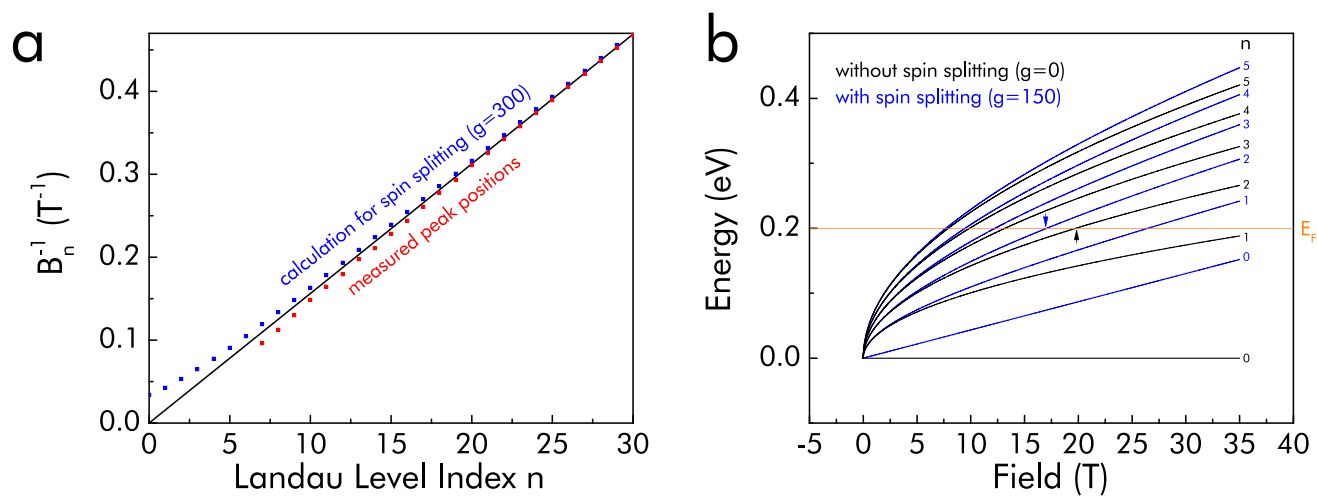 a
calculation for spin splitting (g=300)
measured peak positions
B_n^-1 (T^-1)
0.4
0.3
0.2
0.1
0.0
0 5 10 15 20 25 30
Landau Level Index n
b
without spin splitting (g=0)
with spin splitting (g=150)
n
5
5
4
4
3
3
2
2
1
1
0
0
E_F
Energy (eV)
0.4
0.2
0.0
-5 0 5 10 15 20 25 30 35 40
Field (T)